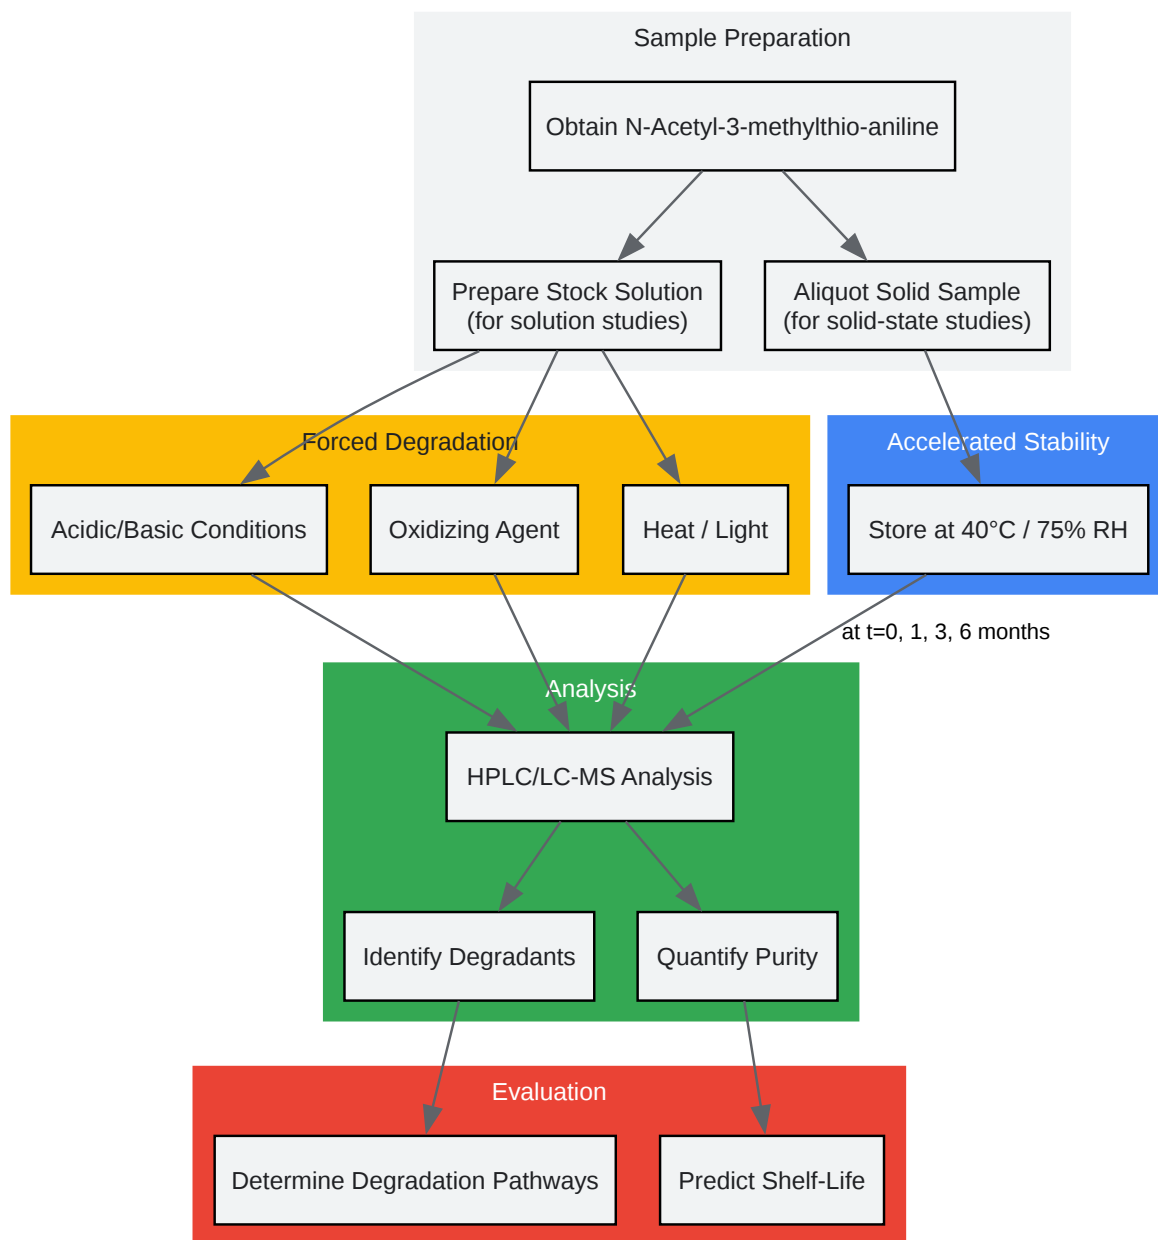 Sample Preparation
Obtain N-Acetyl-3-methylthio-aniline
Prepare Stock Solution
(for solution studies)
Aliquot Solid Sample
(for solid-state studies)
Forced Degradation
Accelerated Stability
Acidic/Basic Conditions
Oxidizing Agent
Heat / Light
Store at 40°C / 75% RH
at t=0, 1, 3, 6 months
Analysis
HPLC/LC-MS Analysis
Identify Degradants
Quantify Purity
Evaluation
Determine Degradation Pathways
Predict Shelf-Life